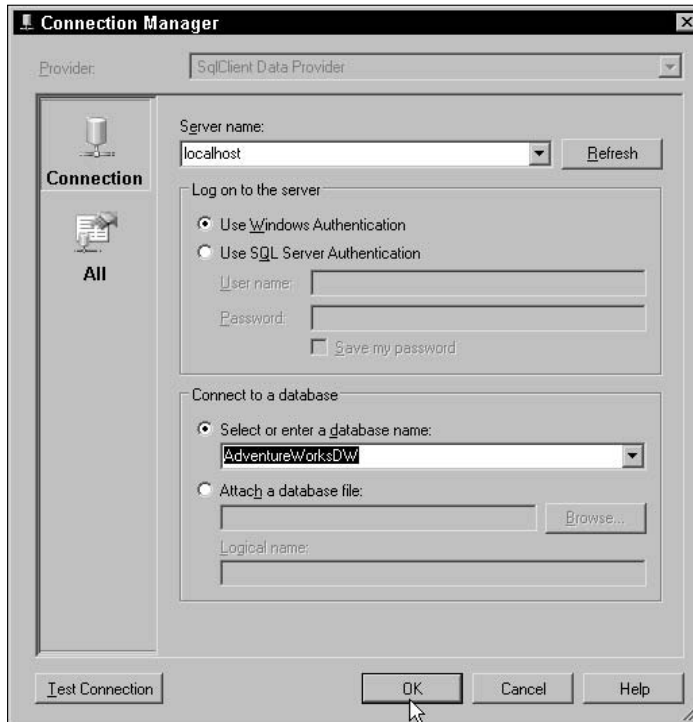 Connection Manager
Provider:
SqlClient Data Provider
Connection
All
Server name:
localhost
Refresh
Log on to the server
Use Windows Authentication
Use SQL Server Authentication
User name:
Password:
Save my password
Connect to a database
Select or enter a database name:
AdventureWorksDW
Attach a database file:
Browse...
Logical name:
Test Connection
OK
Cancel
Help